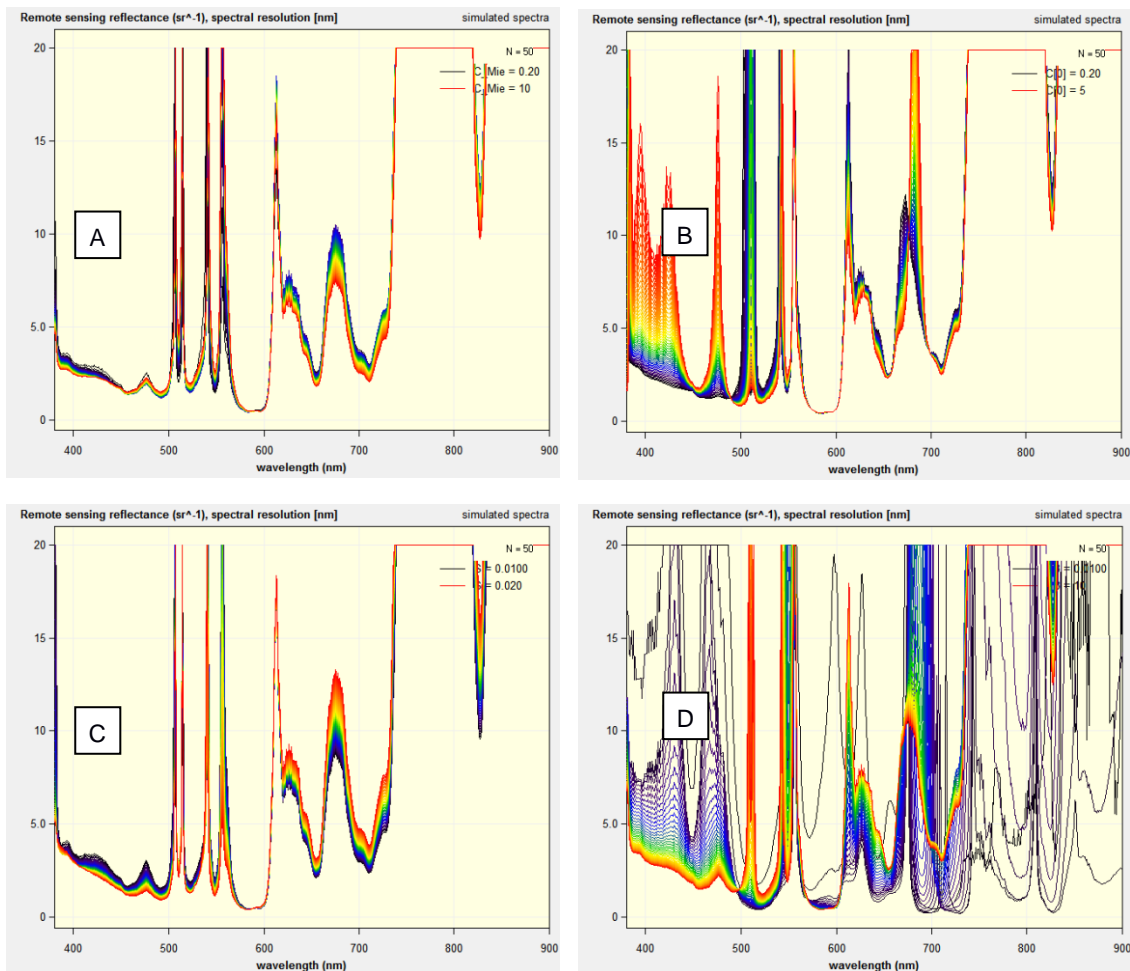 Remote sensing reflectance (sr^-1), spectral resolution [nm] simulated spectra
20
N = 50
C_Mie = 0.20
C_Mie = 10
15
10
A
5.0
0
400 500 600 700 800 900
wavelength (nm)
Remote sensing reflectance (sr^-1), spectral resolution [nm] simulated spectra
20
N = 50
C[0] = 0.20
C[0] = 5
15
10
B
5.0
0
400 500 600 700 800 900
wavelength (nm)
Remote sensing reflectance (sr^-1), spectral resolution [nm] simulated spectra
20
N = 50
S = 0.0100
S = 0.020
15
10
C
5.0
0
400 500 600 700 800 900
wavelength (nm)
Remote sensing reflectance (sr^-1), spectral resolution [nm] simulated spectra
20
N = 50
= 0.0100
= 10
15
10
D
5.0
0
400 500 600 700 800 900
wavelength (nm)